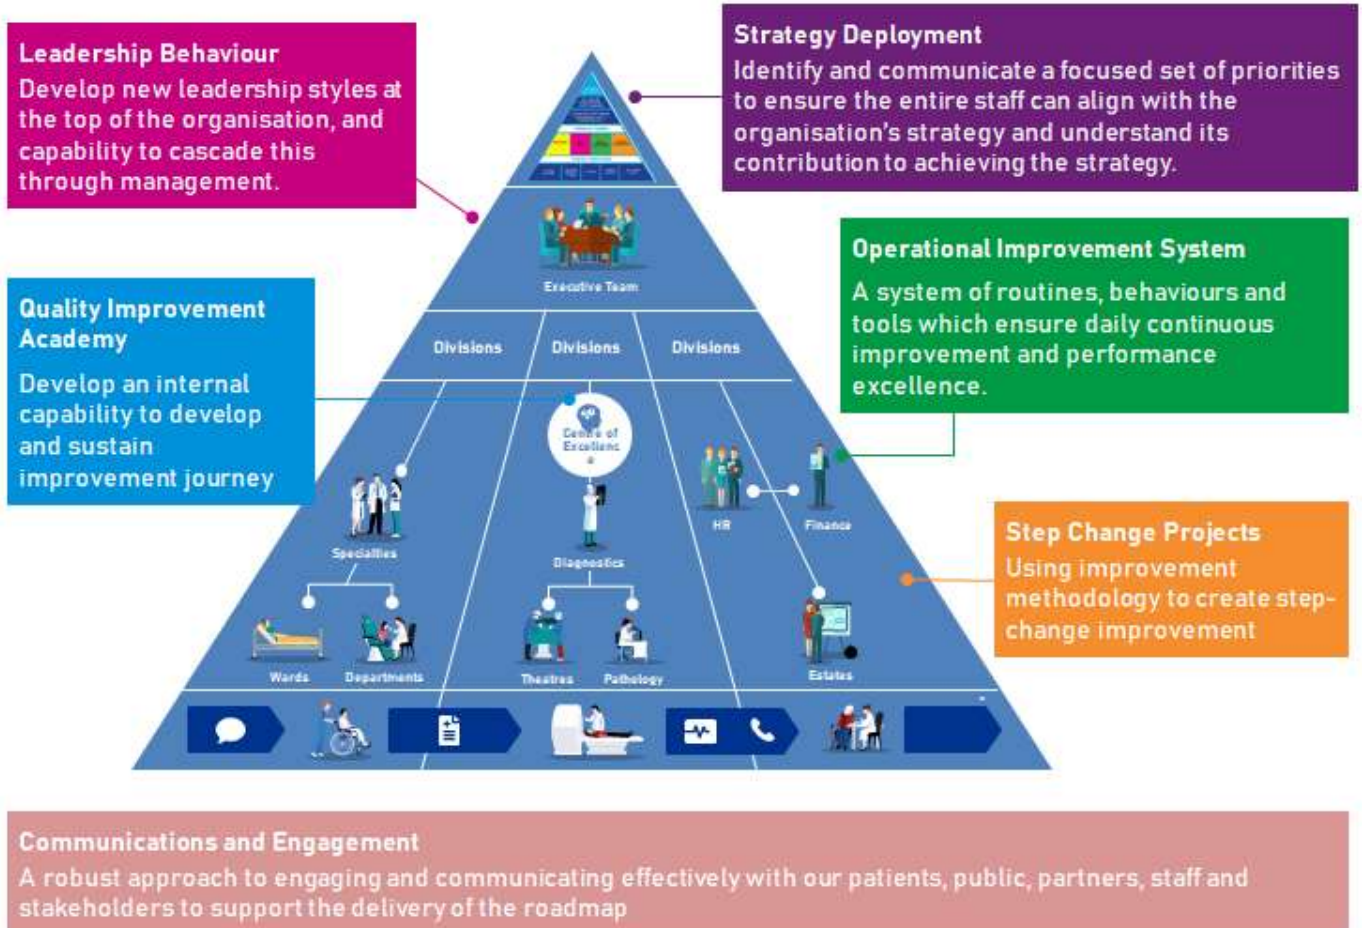 Leadership Behaviour
Develop new leadership styles at
the top of the organisation, and
capability to cascade this
through management.
Strategy Deployment
Identify and communicate a focused set of priorities
to ensure the entire staff can align with the
organisation's strategy and understand its
contribution to achieving the strategy.
Executive Team
Quality Improvement
Academy
Develop an internal
capability to develop
and sustain
improvement journey
Operational Improvement System
A system of routines, behaviours and
tools which ensure daily continuous
improvement and performance
excellence.
Divisions
Divisions
Divisions
Centre of
Excellenc
e
HR
Finance
Specialties
Diagnostics
Step Change Projects
Using improvement
methodology to create step-
change improvement
Wards
Departments
Theatres
Pathology
Estates
Communications and Engagement
A robust approach to engaging and communicating effectively with our patients, public, partners, staff and
stakeholders to support the delivery of the roadmap